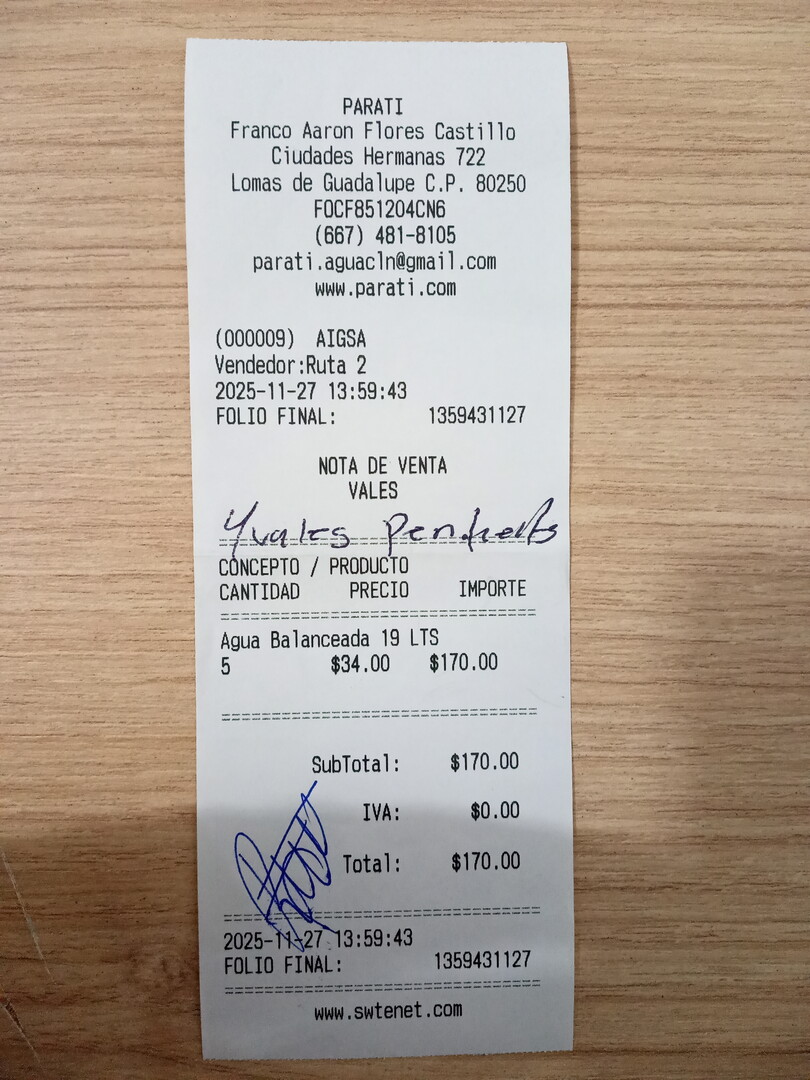 PARATI
Franco Aaron Flores Castillo
Ciudades Hermanas 722
Lomas de Guadalupe C.P. 80250
FOCF851204CN6
(667) 481-8105
parati.aguacln@gmail.com
www.parati.com
(000009) AIGSA
Vendedor:Ruta 2
2025-11-27 13:59:43
FOLIO FINAL: 1359431127
NOTA DE VENTA
VALES
vales
CONCEPTO / PRODUCTO
CANTIDAD PRECIO IMPORTE
Agua Balanceada 19 LTS
5 $34.00 $170.00
SubTotal: $170.00
IVA: $0.00
Total: $170.00
2025-11-27 13:59:43
FOLIO FINAL: 1359431127
www.swtenet.com